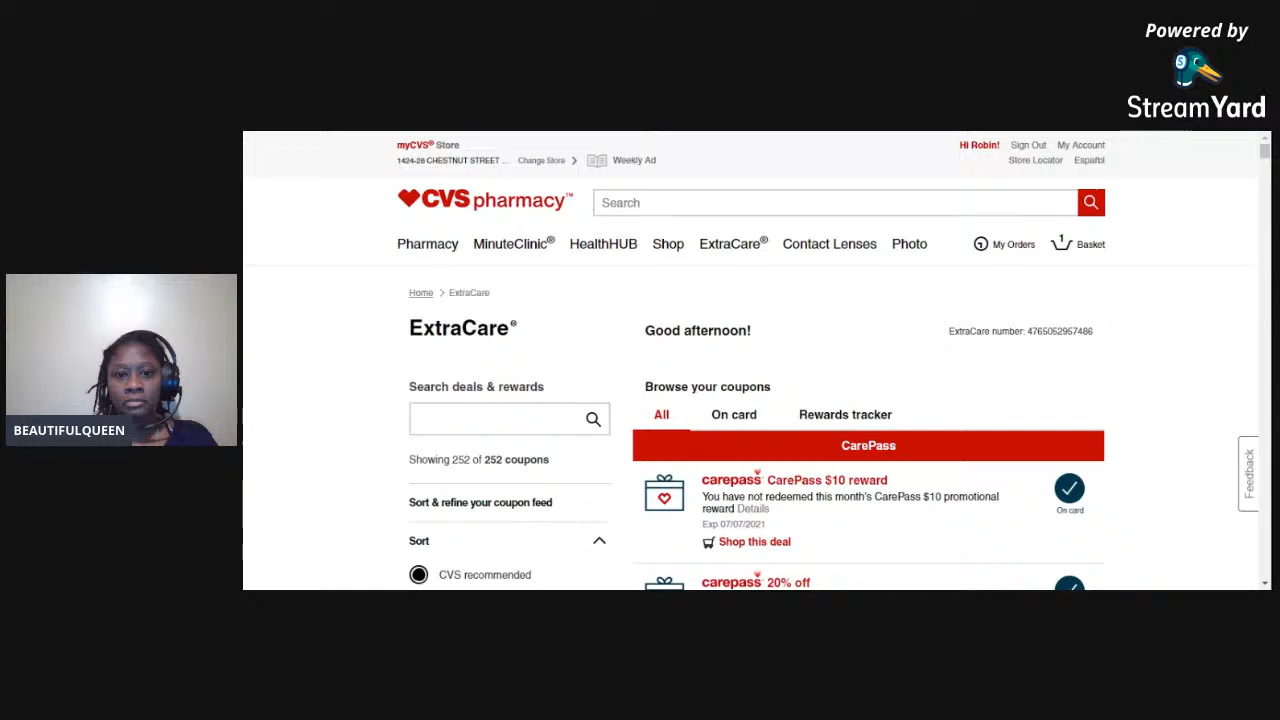 Powered by
StreamYard
myCVS® Store
1424-26 CHESTNUT STREET ... Change Store
Weekly Ad
Hi Robin! Sign Out My Account
Store Locator Español
CVS pharmacy™
Search
Pharmacy MinuteClinic® HealthHUB Shop ExtraCare® Contact Lenses Photo
My Orders
1
Basket
Home > ExtraCare
ExtraCare®
Good afternoon!
ExtraCare number: 4765052957486
Search deals & rewards
Showing 252 of 252 coupons
Sort & refine your coupon feed
Sort
CVS recommended
Browse your coupons
All On card Rewards tracker
CarePass
carepass CarePass $10 reward
You have not redeemed this month's CarePass $10 promotional
reward Details
Exp 07/07/2021
Shop this deal
On card
carepass 20% off
Feedback
BEAUTIFULQUEEN